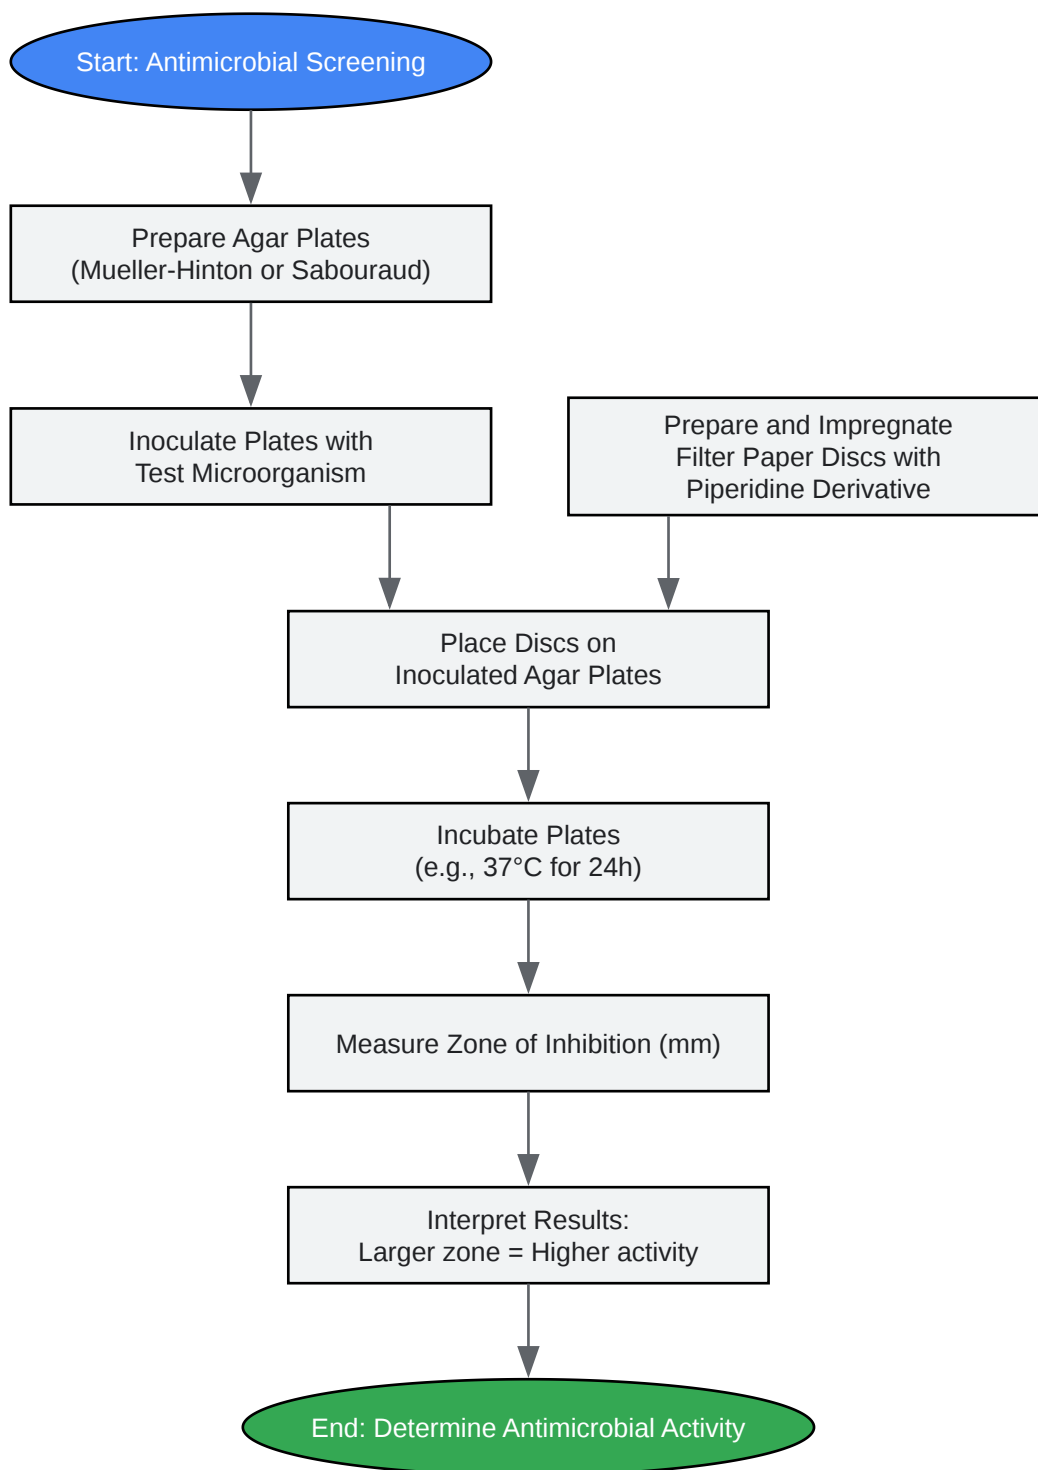 Start: Antimicrobial Screening
Prepare Agar Plates
(Mueller-Hinton or Sabouraud)
Inoculate Plates with
Test Microorganism
Prepare and Impregnate
Filter Paper Discs with
Piperidine Derivative
Place Discs on
Inoculated Agar Plates
Incubate Plates
(e.g., 37°C for 24h)
Measure Zone of Inhibition (mm)
Interpret Results:
Larger zone = Higher activity
End: Determine Antimicrobial Activity